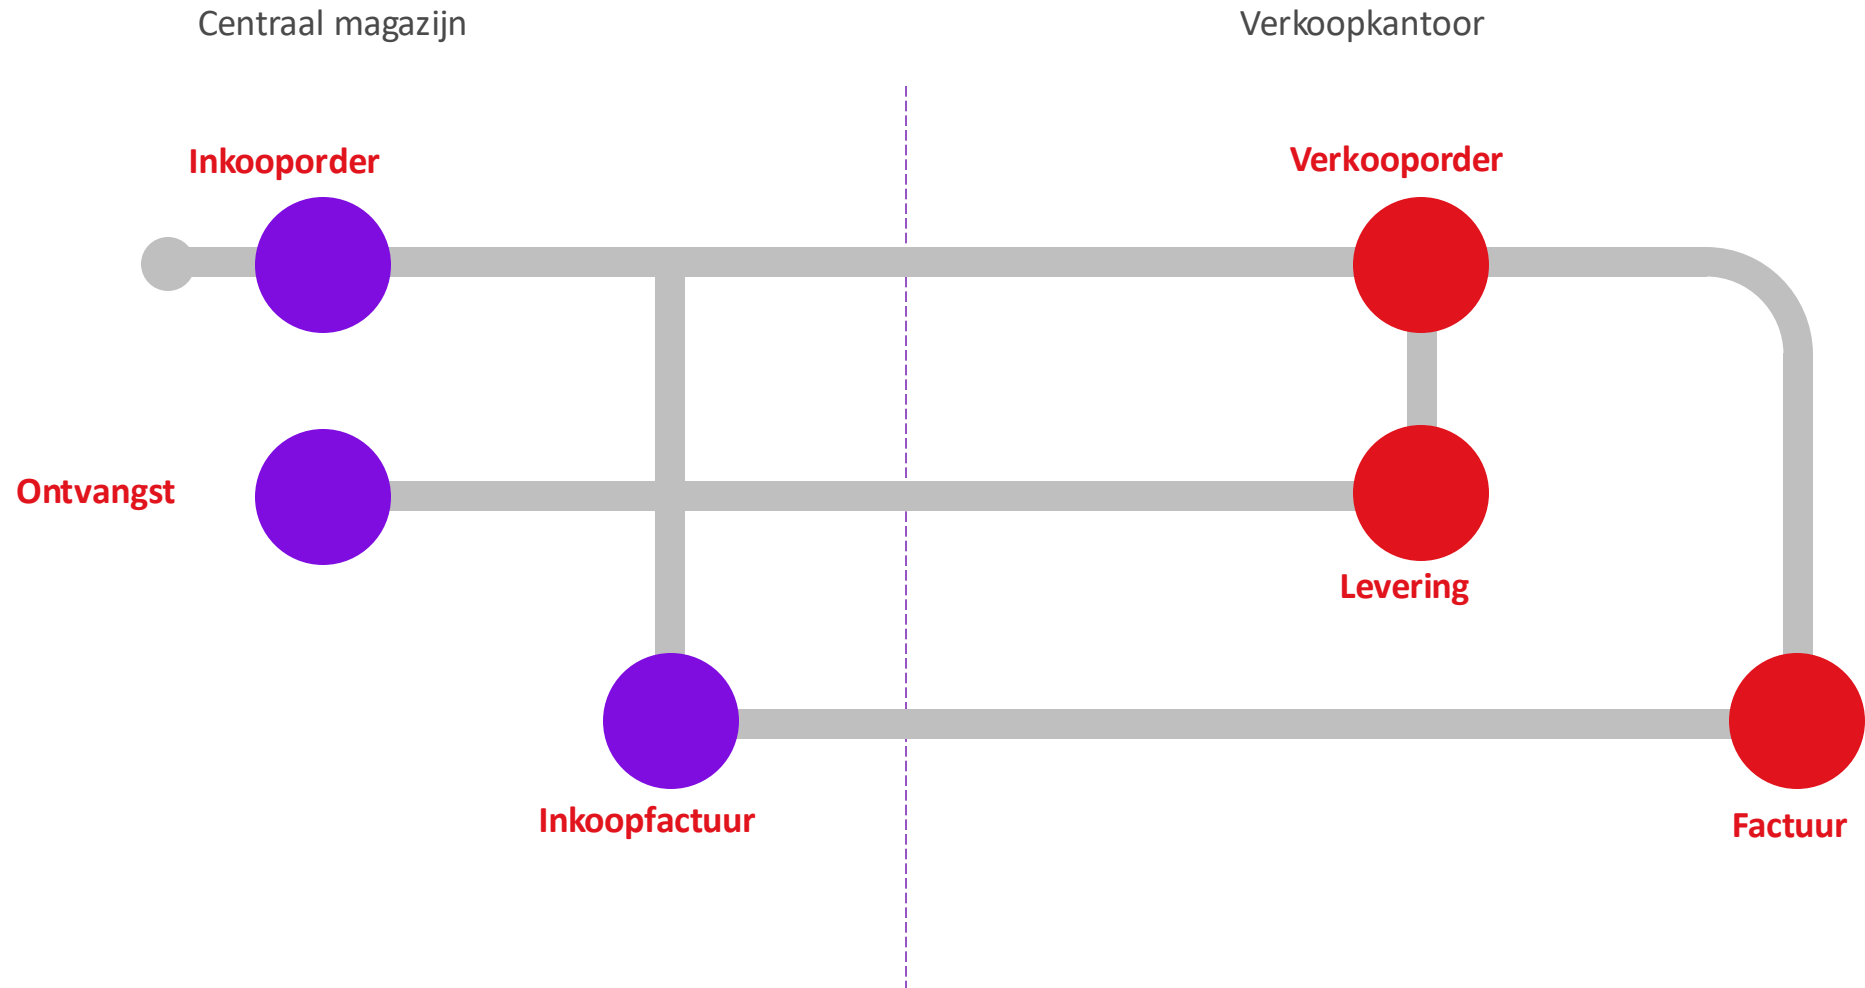 Centraal magazijn
Verkoopkantoor
Inkooporder
Verkooporder
Ontvangst
Levering
Inkoopfactuur
Factuur